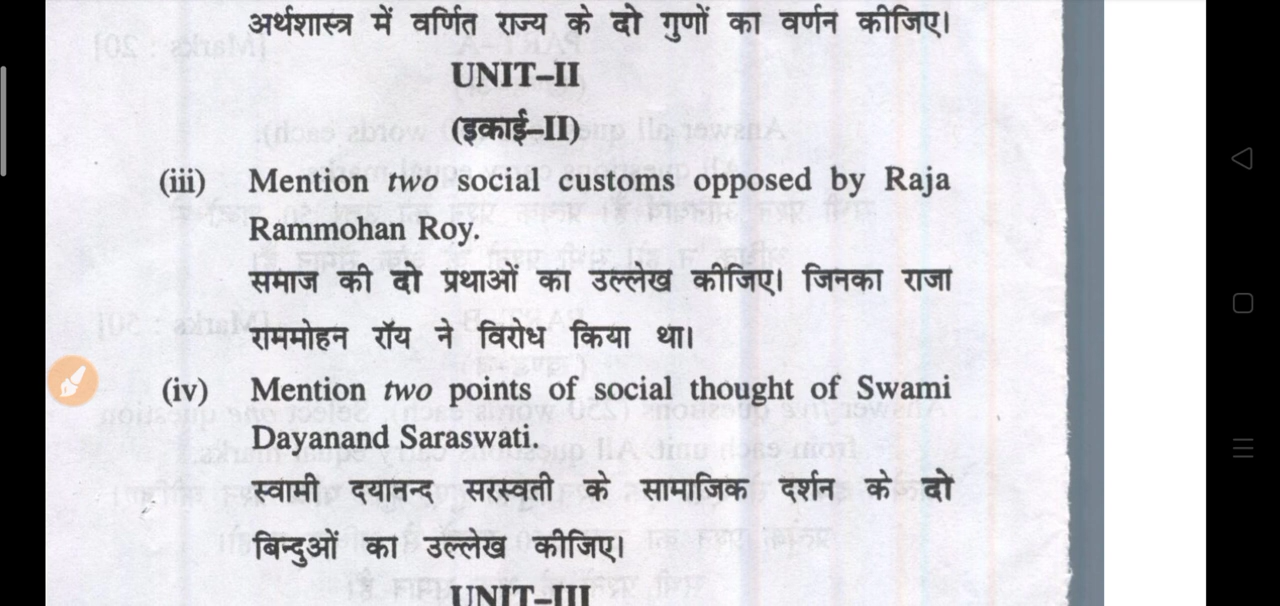 अर्थशास्त्र में वर्णित राज्य के दो गुणों का वर्णन कीजिए।
UNIT–II
(इकाई–II)
(iii) Mention two social customs opposed by Raja
Rammohan Roy.
समाज की दो प्रथाओं का उल्लेख कीजिए। जिनका राजा
राममोहन रॉय ने विरोध किया था।
(iv) Mention two points of social thought of Swami
Dayanand Saraswati.
स्वामी दयानन्द सरस्वती के सामाजिक दर्शन के दो
बिन्दुओं का उल्लेख कीजिए।
UNIT–III